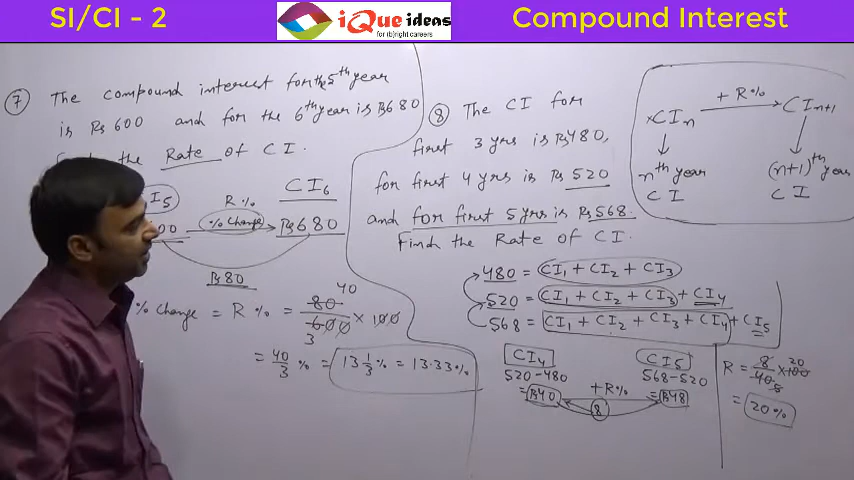 SI/CI - 2
iQue ideas
for (b)right careers
Compound Interest
7 The compound interest for the 5th year
is Rs 600 and for the 6th year is Rs 680
the Rate of CI.
I5
R%
% Change
CI6
Rs 680
Rs 80
% Change = R % = 80/600 × 100
40
3
= 40/3 % = 13 1/3 % = 13.33%
8 The CI for
first 3 yrs is Rs 480,
for first 4 yrs is Rs 520
and for first 5 yrs is Rs 568.
Find the Rate of CI.
480 = CI1 + CI2 + CI3
520 = CI1 + CI2 + CI3 + CI4
568 = CI1 + CI2 + CI3 + CI4 + CI5
CI4
520-480
= Rs 40
+R%
8
CI5
568-520
= Rs 48
R = 8/40 × 100
20
8
= 20%
CIn + R% CIn+1
nth year
CI
(n+1)th year
CI